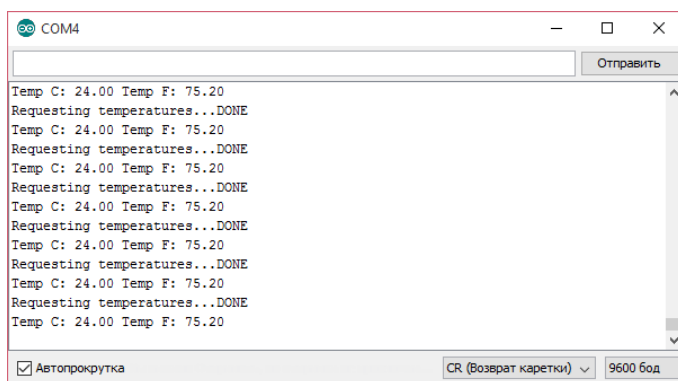 COM4
Отправить
Temp C: 24.00 Temp F: 75.20
Requesting temperatures...DONE
Temp C: 24.00 Temp F: 75.20
Requesting temperatures...DONE
Temp C: 24.00 Temp F: 75.20
Requesting temperatures...DONE
Temp C: 24.00 Temp F: 75.20
Requesting temperatures...DONE
Temp C: 24.00 Temp F: 75.20
Requesting temperatures...DONE
Temp C: 24.00 Temp F: 75.20
Requesting temperatures...DONE
Temp C: 24.00 Temp F: 75.20
Автопрокрутка CR (Возврат каретки) 9600 бод